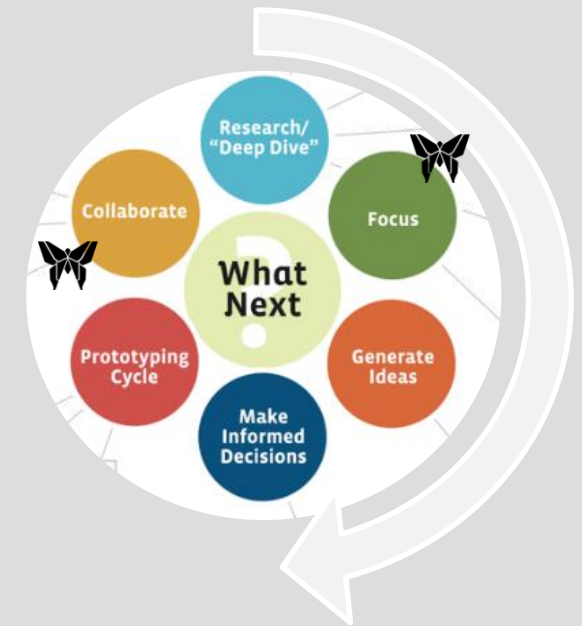 Research/
“Deep Dive”
Focus
Generate
Ideas
Make
Informed
Decisions
Prototyping
Cycle
Collaborate
?
What
Next